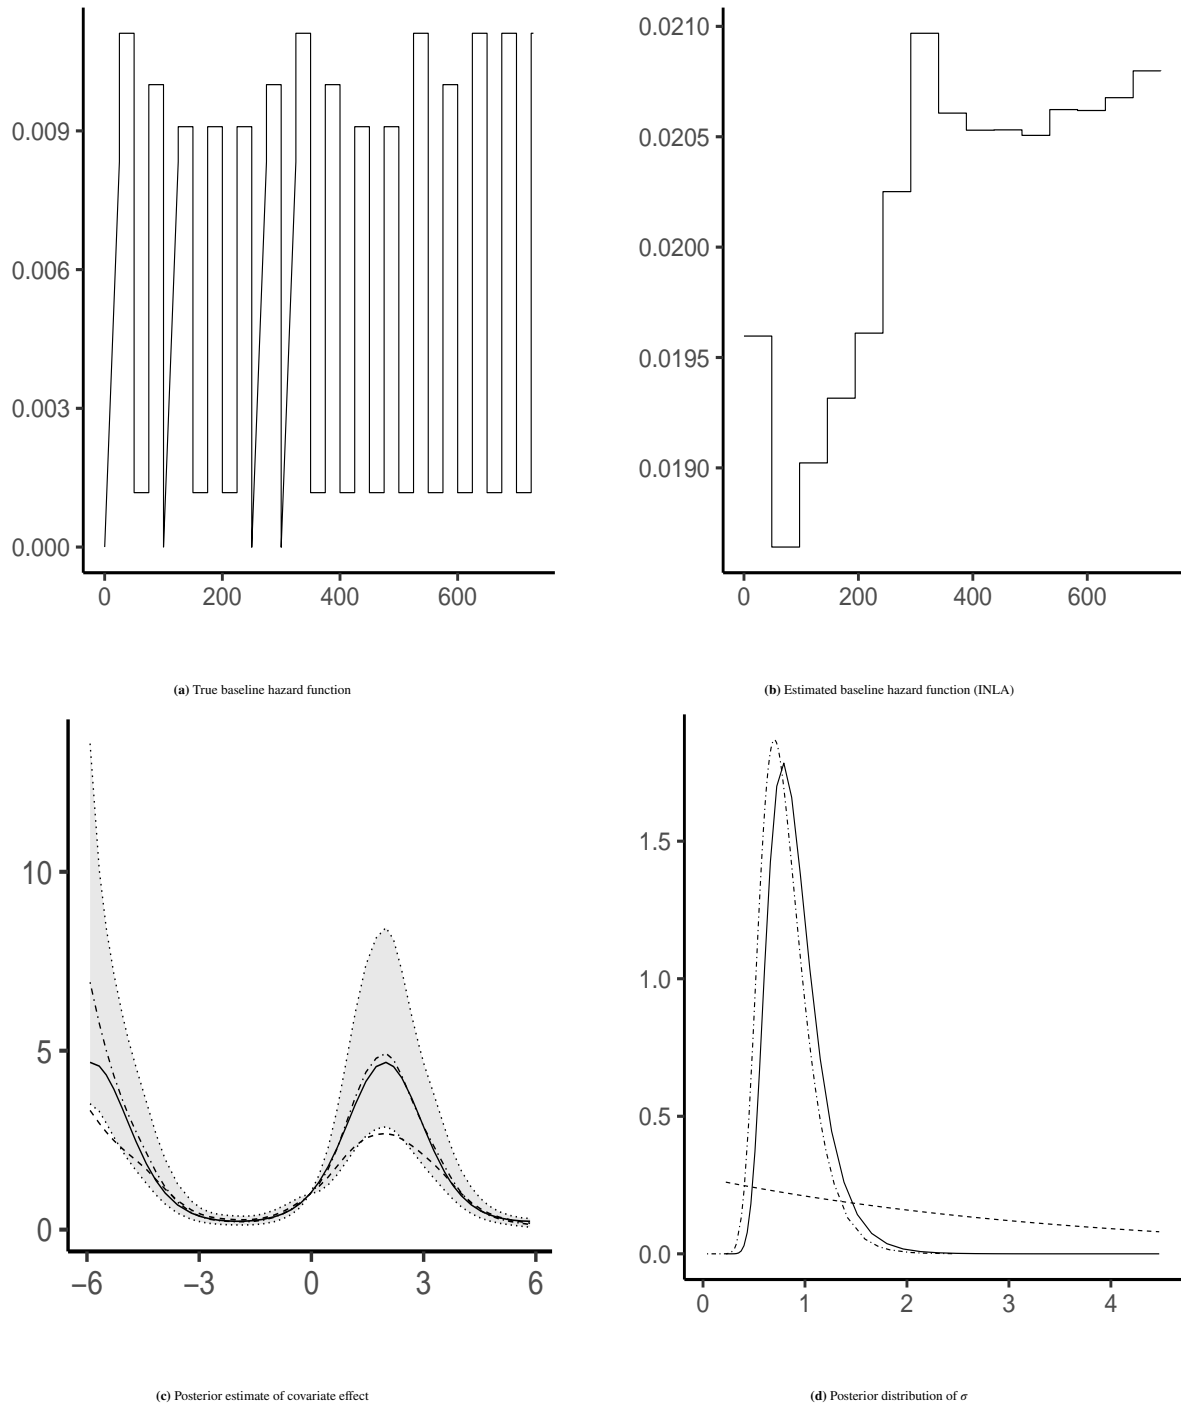 0.009
0.006
0.003
0.000
0 200 400 600
0.0210
0.0205
0.0200
0.0195
0.0190
0 200 400 600
(a) True baseline hazard function
(b) Estimated baseline hazard function (INLA)
10
5
0
−6 −3 0 3 6
1.5
1.0
0.5
0.0
0 1 2 3 4
(c) Posterior estimate of covariate effect
(d) Posterior distribution of σ